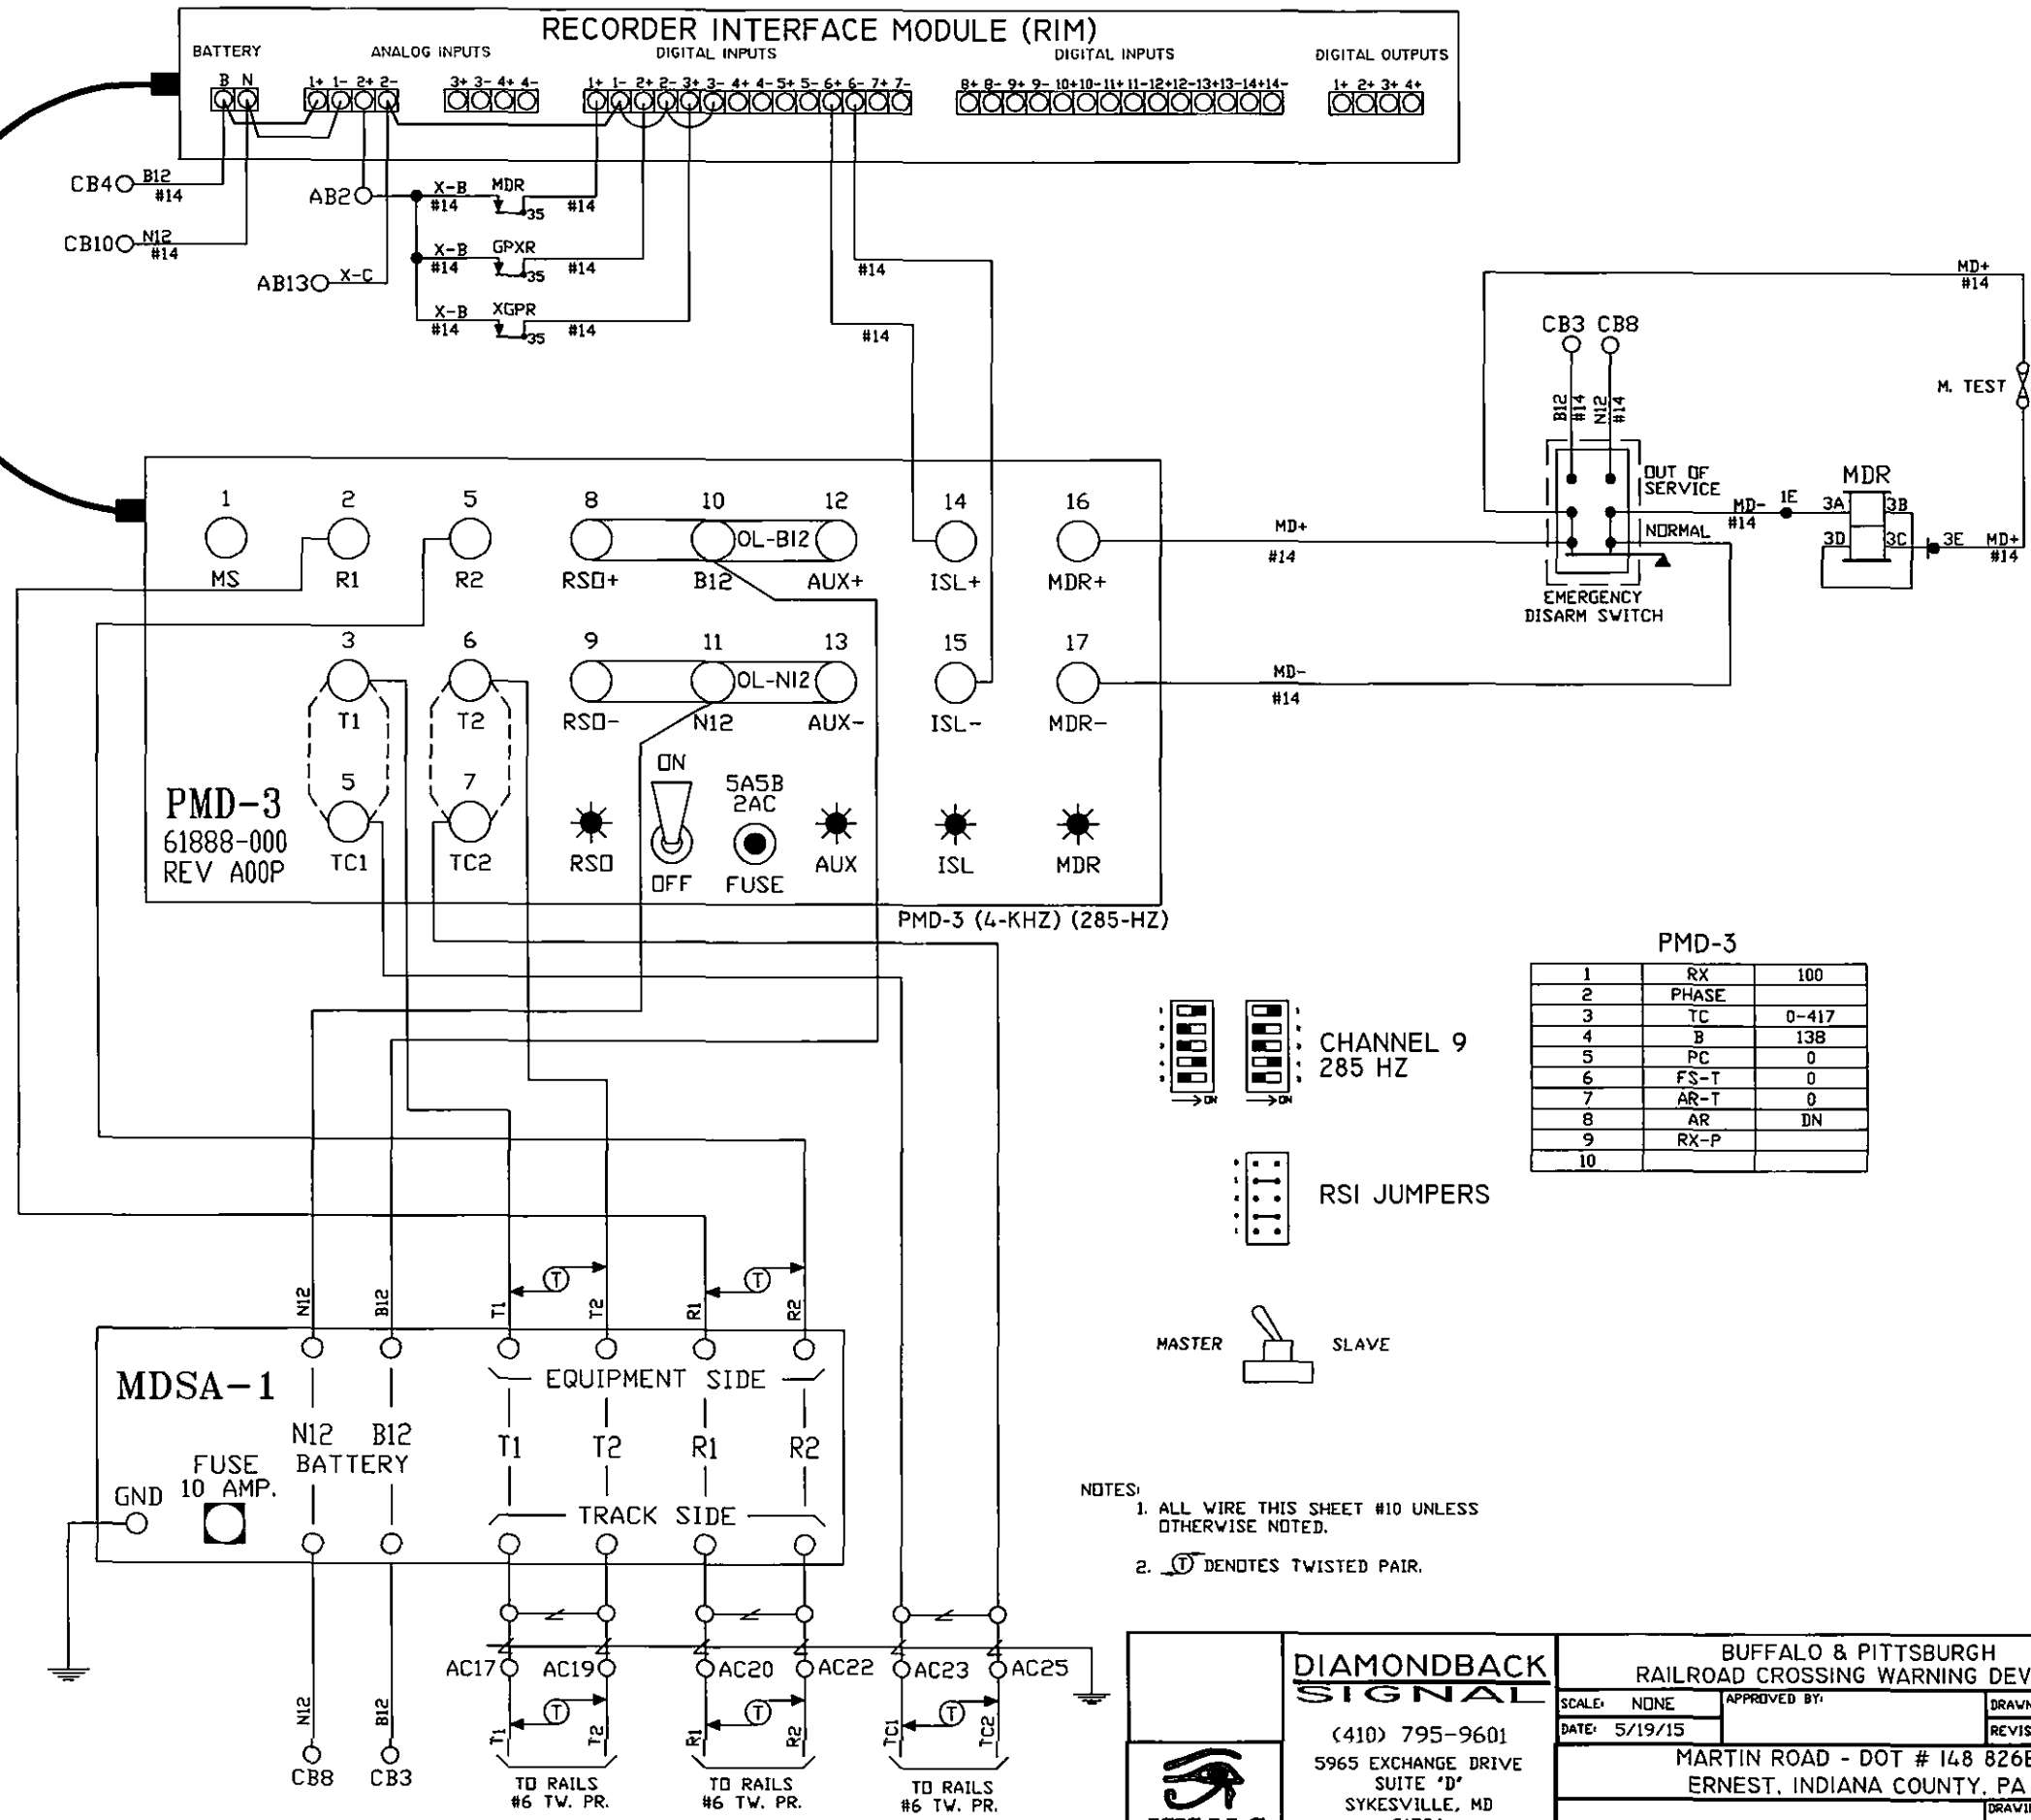 RECORDER INTERFACE MODULE (RIM)
BATTERY
ANALOG INPUTS
DIGITAL INPUTS
DIGITAL INPUTS
DIGITAL OUTPUTS
B N
1+ 1- 2+ 2-
3+ 3- 4+ 4-
1+ 1- 2+ 2- 3+ 3- 4+ 4- 5+ 5- 6+ 6- 7+ 7-
8+ 8- 9+ 9- 10+ 10- 11+ 11- 12+ 12- 13+ 13- 14+ 14-
1+ 2+ 3+ 4+
CB4 B12
#14
CB10 N12
#14
AB2
AB13 X-C
X-B MDR
#14 35 #14
X-B GPXR
#14 35 #14
X-B XGPR
#14 35 #14
#14
#14
MD+
#14
CB3 CB8
B12 #14 N12 #14
M. TEST
OUT OF
SERVICE
NORMAL
EMERGENCY
DISARM SWITCH
MD- 1E
#14
MDR
3A 3B
3D 3C
3E MD+
#14
MD+
#14
MD-
#14
1 2 5 8 10 12 14 16
OL-B12
MS R1 R2 RSO+ B12 AUX+ ISL+ MDR+
3 6 9 11 13 15 17
OL-N12
T1 T2 RSO- N12 AUX- ISL- MDR-
5 7
TC1 TC2
ON
OFF
5A5B
2AC
FUSE
RSO AUX ISL MDR
PMD-3
61888-000
REV A00P
PMD-3 (4-KHZ) (285-HZ)
PMD-3
1 RX 100
2 PHASE
3 TC 0-417
4 B 138
5 PC 0
6 FS-T 0
7 AR-T 0
8 AR DN
9 RX-P
10
CHANNEL 9
285 HZ
ON ON
RSI JUMPERS
MASTER SLAVE
N12 B12 T1 T2 R1 R2
T T
MDSA-1
EQUIPMENT SIDE
N12 B12
BATTERY
T1 T2 R1 R2
FUSE
10 AMP.
GND
TRACK SIDE
NOTES:
1. ALL WIRE THIS SHEET #10 UNLESS
OTHERWISE NOTED.
2. T DENOTES TWISTED PAIR.
AC17 AC19 AC20 AC22 AC23 AC25
N12 B12 T1 T2 R1 R2 TC1 TC2
T T T
CB8 CB3
TO RAILS
#6 TW. PR.
TO RAILS
#6 TW. PR.
TO RAILS
#6 TW. PR.
DIAMONDBACK
SIGNAL
(410) 795-9601
5965 EXCHANGE DRIVE
SUITE "D"
SYKESVILLE, MD
BUFFALO & PITTSBURGH
RAILROAD CROSSING WARNING DEV
SCALE: NONE
APPROVED BY:
DRAWN
DATE: 5/19/15
REVIS
MARTIN ROAD - DOT # 148 826
ERNEST, INDIANA COUNTY, PA